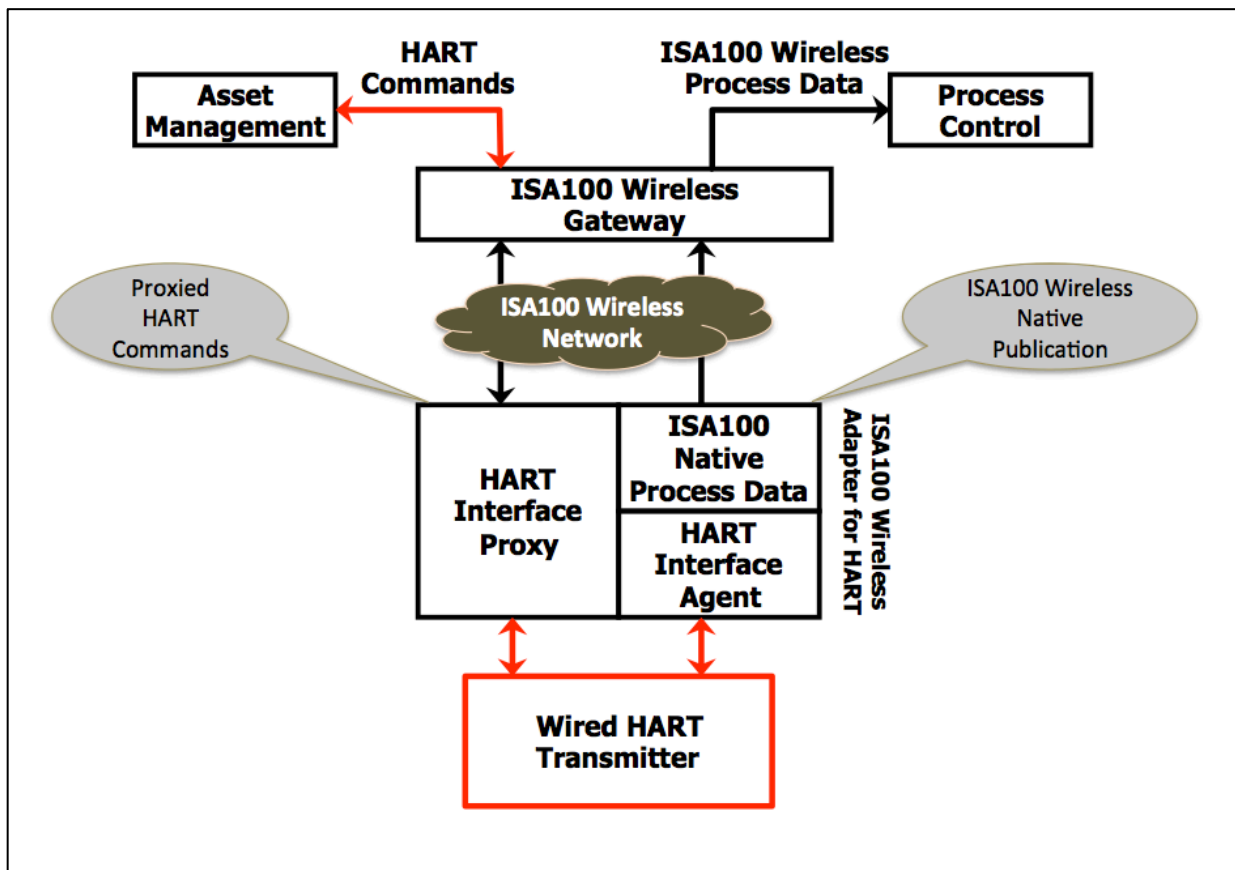 HART
Commands
ISA100 Wireless
Process Data
Asset
Management
Process
Control
ISA100 Wireless
Gateway
Proxied
HART
Commands
ISA100 Wireless
Network
ISA100 Wireless
Native
Publication
HART
Interface
Proxy
ISA100
Native
Process Data
HART
Interface
Agent
ISA100 Wireless
Adapter for HART
Wired HART
Transmitter